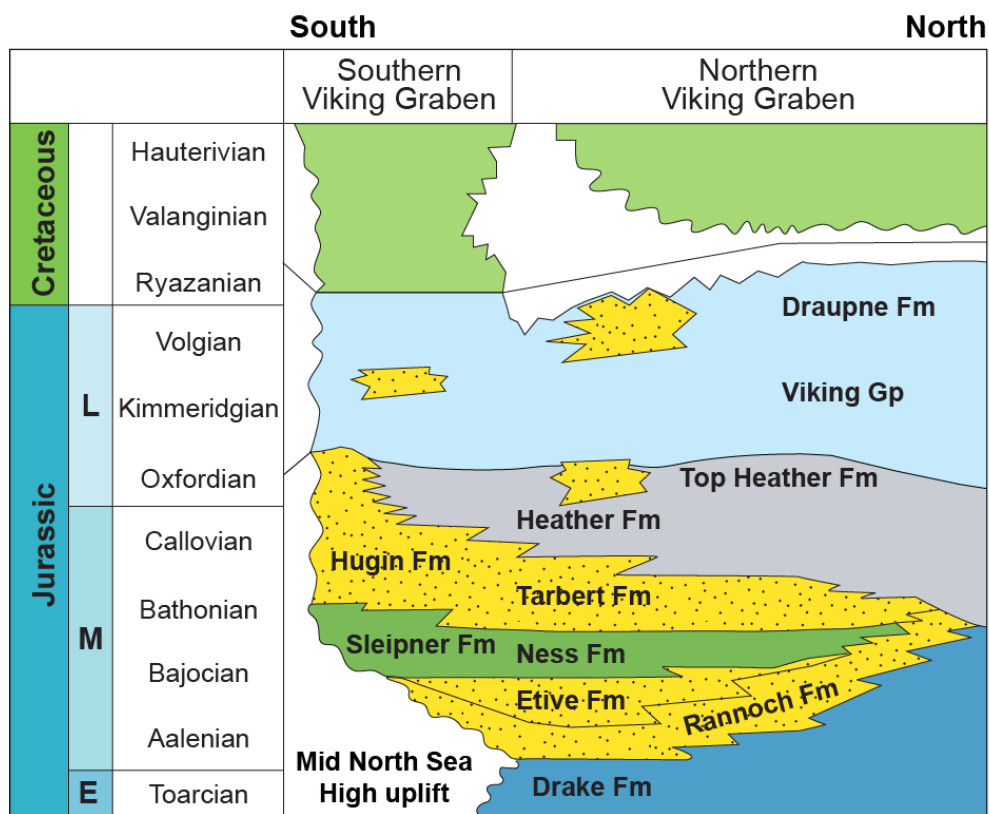 South
North
Southern
Viking Graben
Northern
Viking Graben
Cretaceous
Hauterivian
Valanginian
Ryazanian
Jurassic
L
Volgian
Kimmeridgian
Oxfordian
M
Callovian
Bathonian
Bajocian
Aalenian
E
Toarcian
Draupne Fm
Viking Gp
Top Heather Fm
Heather Fm
Hugin Fm
Tarbert Fm
Sleipner Fm
Ness Fm
Etive Fm
Rannoch Fm
Mid North Sea
High uplift
Drake Fm